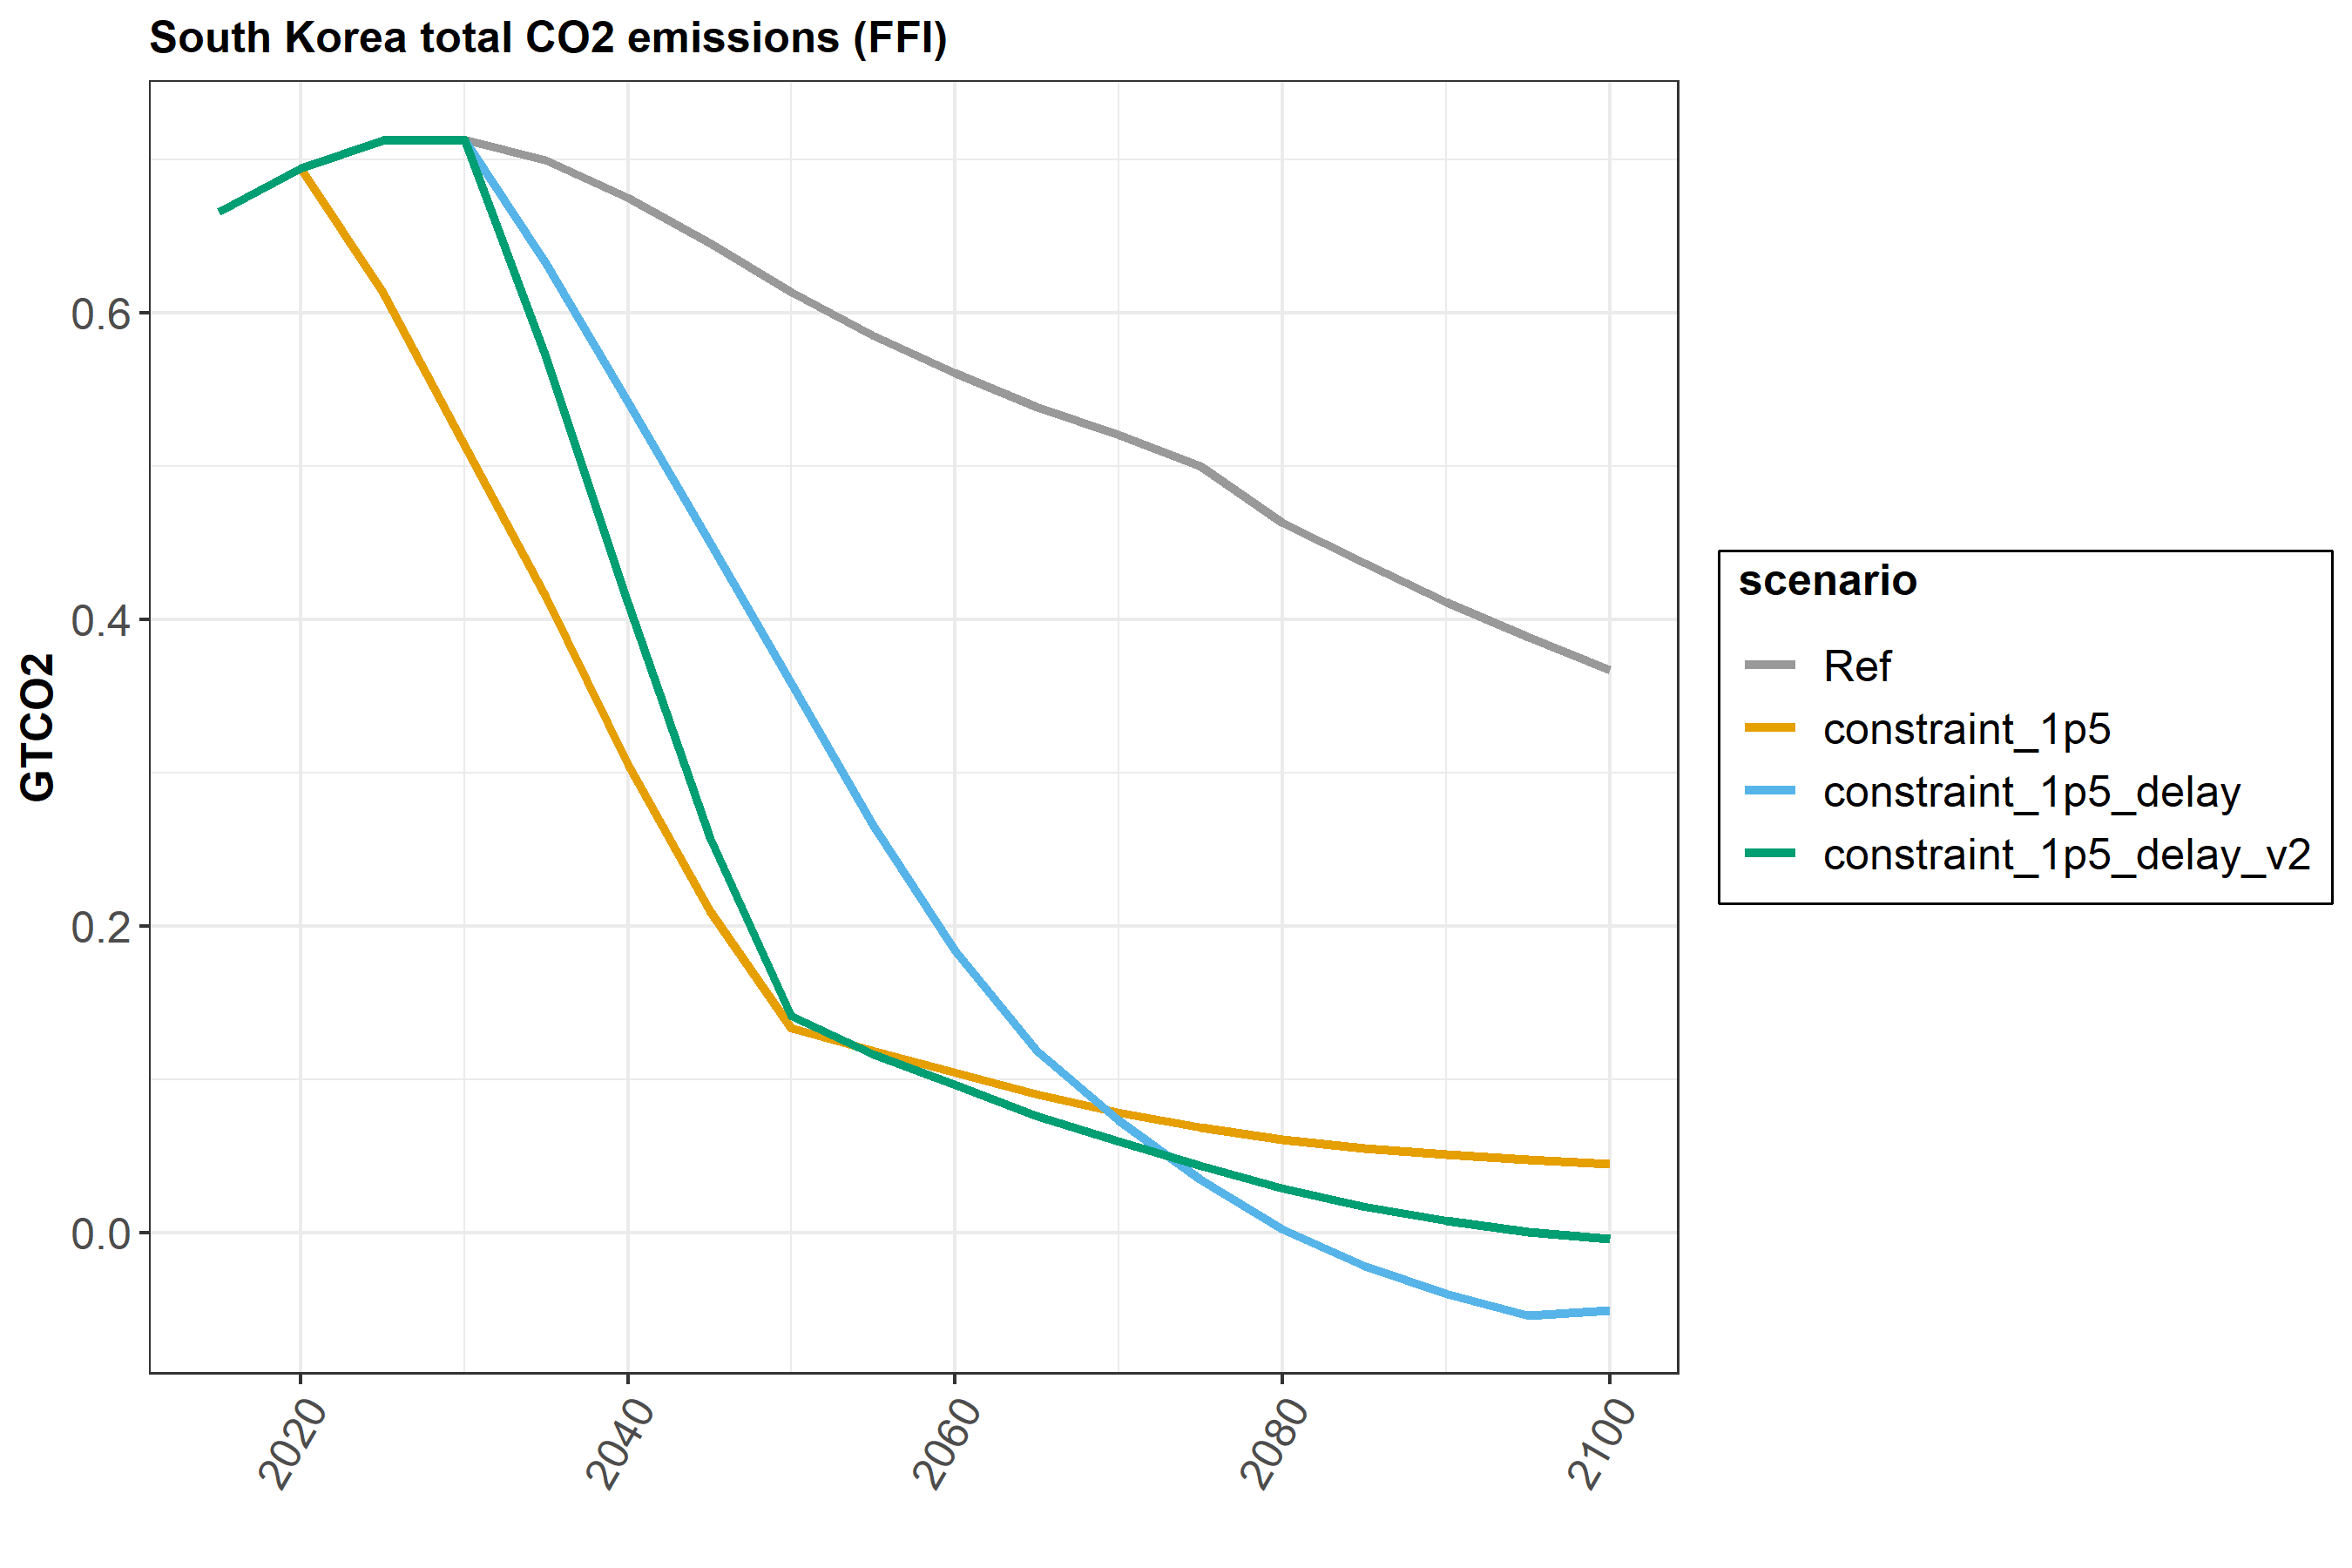 South Korea total CO2 emissions (FFI)
GTCO2
0.6
0.4
0.2
0.0
2020
2040
2060
2080
2100
scenario
Ref
constraint_1p5
constraint_1p5_delay
constraint_1p5_delay_v2